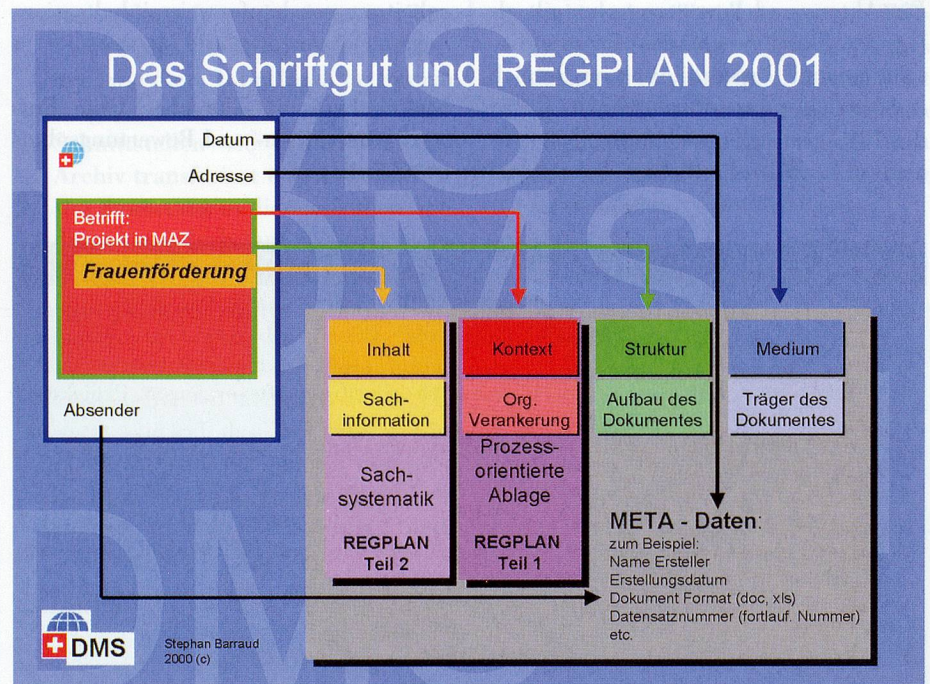 Das Schriftgut und REGPLAN 2001
Datum
Adresse
Betrifft:
Projekt in MAZ
Frauenförderung
Absender
Inhalt
Sach-
information
Sach-
systematik
REGPLAN
Teil 2
Kontext
Org.
Verankerung
Prozess-
orientierte
Ablage
REGPLAN
Teil 1
Struktur
Aufbau des
Dokumentes
Medium
Träger des
Dokumentes
META - Daten:
zum Beispiel:
Name Ersteller
Erstellungsdatum
Dokument Format (doc, xls)
Datensatznummer (fortlauf. Nummer)
etc.
DMS
Stephan Barraud
2000 (c)
DMS
DMS
DMS